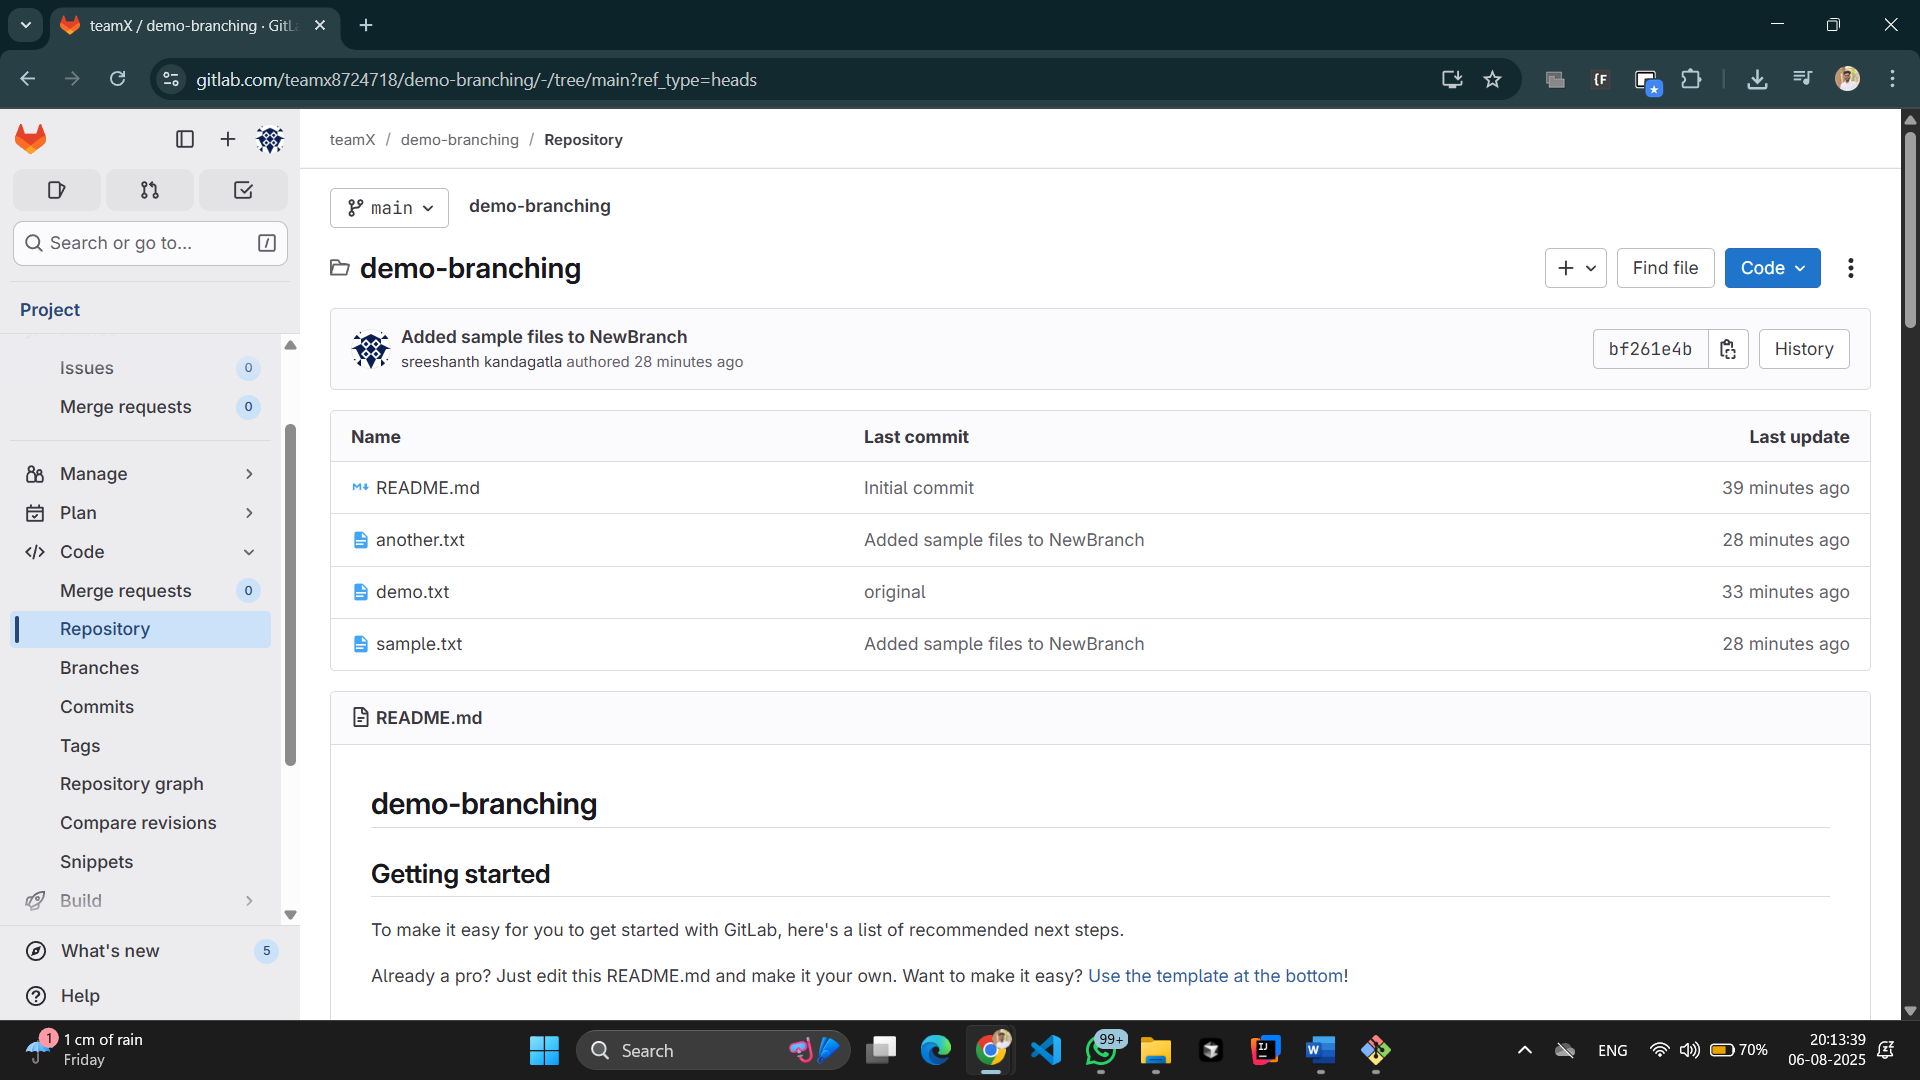 teamX / demo-branching · GitL
gitlab.com/teamx8724718/demo-branching/-/tree/main?ref_type=heads
{F
Search or go to...
/
Project
Issues 0
Merge requests 0
Manage
Plan
Code
Merge requests 0
Repository
Branches
Commits
Tags
Repository graph
Compare revisions
Snippets
Build
What's new 5
Help
teamX / demo-branching / Repository
main demo-branching
demo-branching
Find file
Code
Added sample files to NewBranch
sreeshanth kandagatla authored 28 minutes ago
bf261e4b
History
Name Last commit Last update
README.md Initial commit 39 minutes ago
another.txt Added sample files to NewBranch 28 minutes ago
demo.txt original 33 minutes ago
sample.txt Added sample files to NewBranch 28 minutes ago
README.md
demo-branching
Getting started
To make it easy for you to get started with GitLab, here's a list of recommended next steps.
Already a pro? Just edit this README.md and make it your own. Want to make it easy? Use the template at the bottom!
1
1 cm of rain
Friday
Search
99+
ENG
70%
20:13:39
06-08-2025